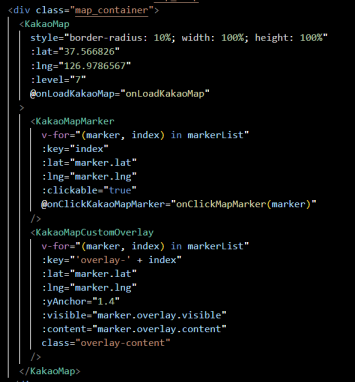 <div class="map_container">
<KakaoMap
style="border-radius: 10%; width: 100%; height: 100%"
:lat="37.566826"
:lng="126.9786567"
:level="7"
@onLoadKakaoMap="onLoadKakaoMap"
>
<KakaoMapMarker
v-for="(marker, index) in markerList"
:key="index"
:lat="marker.lat"
:lng="marker.lng"
:clickable="true"
@onClickKakaoMapMarker="onClickMapMarker(marker)"
/>
<KakaoMapCustomOverlay
v-for="(marker, index) in markerList"
:key="'overlay-' + index"
:lat="marker.lat"
:lng="marker.lng"
:yAnchor="1.4"
:visible="marker.overlay.visible"
:content="marker.overlay.content"
class="overlay-content"
/>
</KakaoMap>